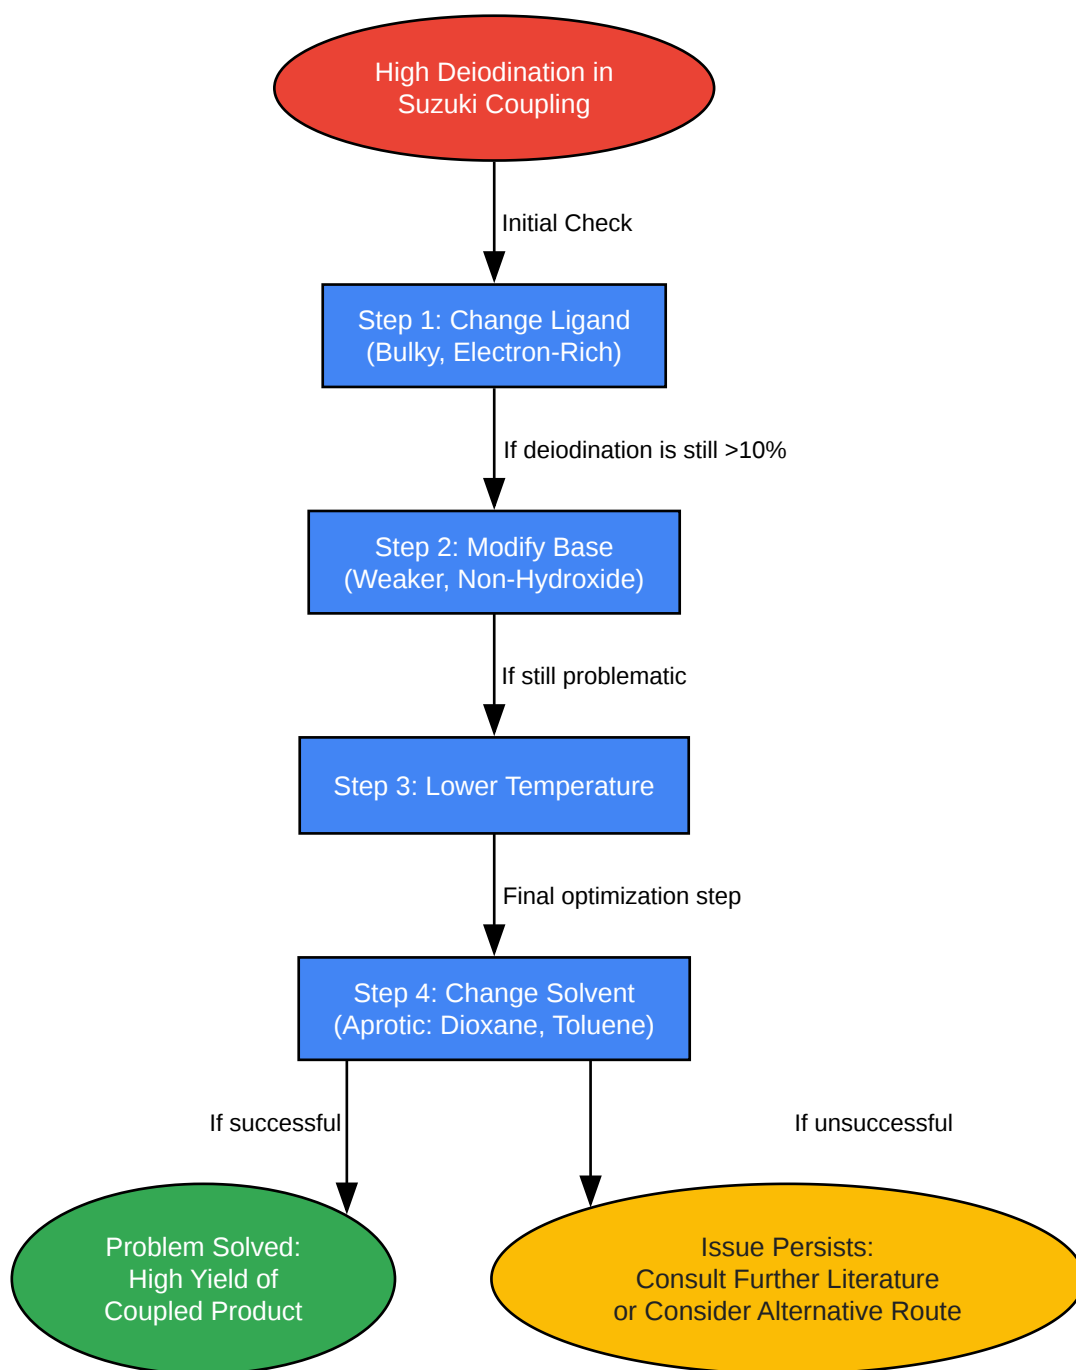 High Deiodination in
Suzuki Coupling
Initial Check
Step 1: Change Ligand
(Bulky, Electron-Rich)
If deiodination is still >10%
Step 2: Modify Base
(Weaker, Non-Hydroxide)
If still problematic
Step 3: Lower Temperature
Final optimization step
Step 4: Change Solvent
(Aprotic: Dioxane, Toluene)
If successful
If unsuccessful
Problem Solved:
High Yield of
Coupled Product
Issue Persists:
Consult Further Literature
or Consider Alternative Route